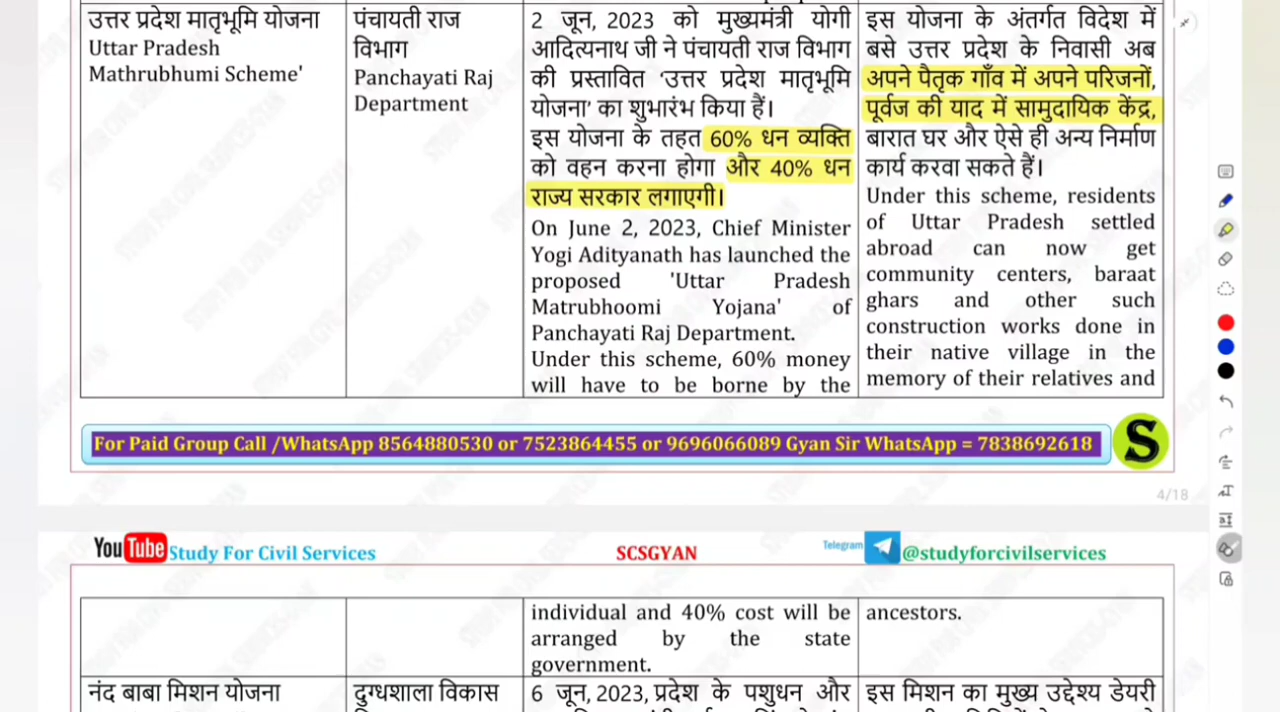 उत्तर प्रदेश मातृभूमि योजना
Uttar Pradesh
Mathrubhumi Scheme'
पंचायती राज
विभाग
Panchayati Raj
Department
2 जून, 2023 को मुख्यमंत्री योगी
आदित्यनाथ जी ने पंचायती राज विभाग
की प्रस्तावित 'उत्तर प्रदेश मातृभूमि
योजना' का शुभारंभ किया हैं।
इस योजना के तहत 60% धन व्यक्ति
को वहन करना होगा और 40% धन
राज्य सरकार लगाएगी।
On June 2, 2023, Chief Minister
Yogi Adityanath has launched the
proposed 'Uttar Pradesh
Matrubhoomi Yojana' of
Panchayati Raj Department.
Under this scheme, 60% money
will have to be borne by the
इस योजना के अंतर्गत विदेश में
बसे उत्तर प्रदेश के निवासी अब
अपने पैतृक गाँव में अपने परिजनों,
पूर्वज की याद में सामुदायिक केंद्र,
बारात घर और ऐसे ही अन्य निर्माण
कार्य करवा सकते हैं।
Under this scheme, residents
of Uttar Pradesh settled
abroad can now get
community centers, baraat
ghars and other such
construction works done in
their native village in the
memory of their relatives and
For Paid Group Call /WhatsApp 8564880530 or 7523864455 or 9696066089 Gyan Sir WhatsApp = 7838692618
S
4/18
YouTube Study For Civil Services
SCSGYAN
Telegram @studyforcivilservices
individual and 40% cost will be
arranged by the state
government.
ancestors.
नंद बाबा मिशन योजना
दुग्धशाला विकास
6 जून, 2023, प्रदेश के पशुधन और
इस मिशन का मुख्य उद्देश्य डेयरी